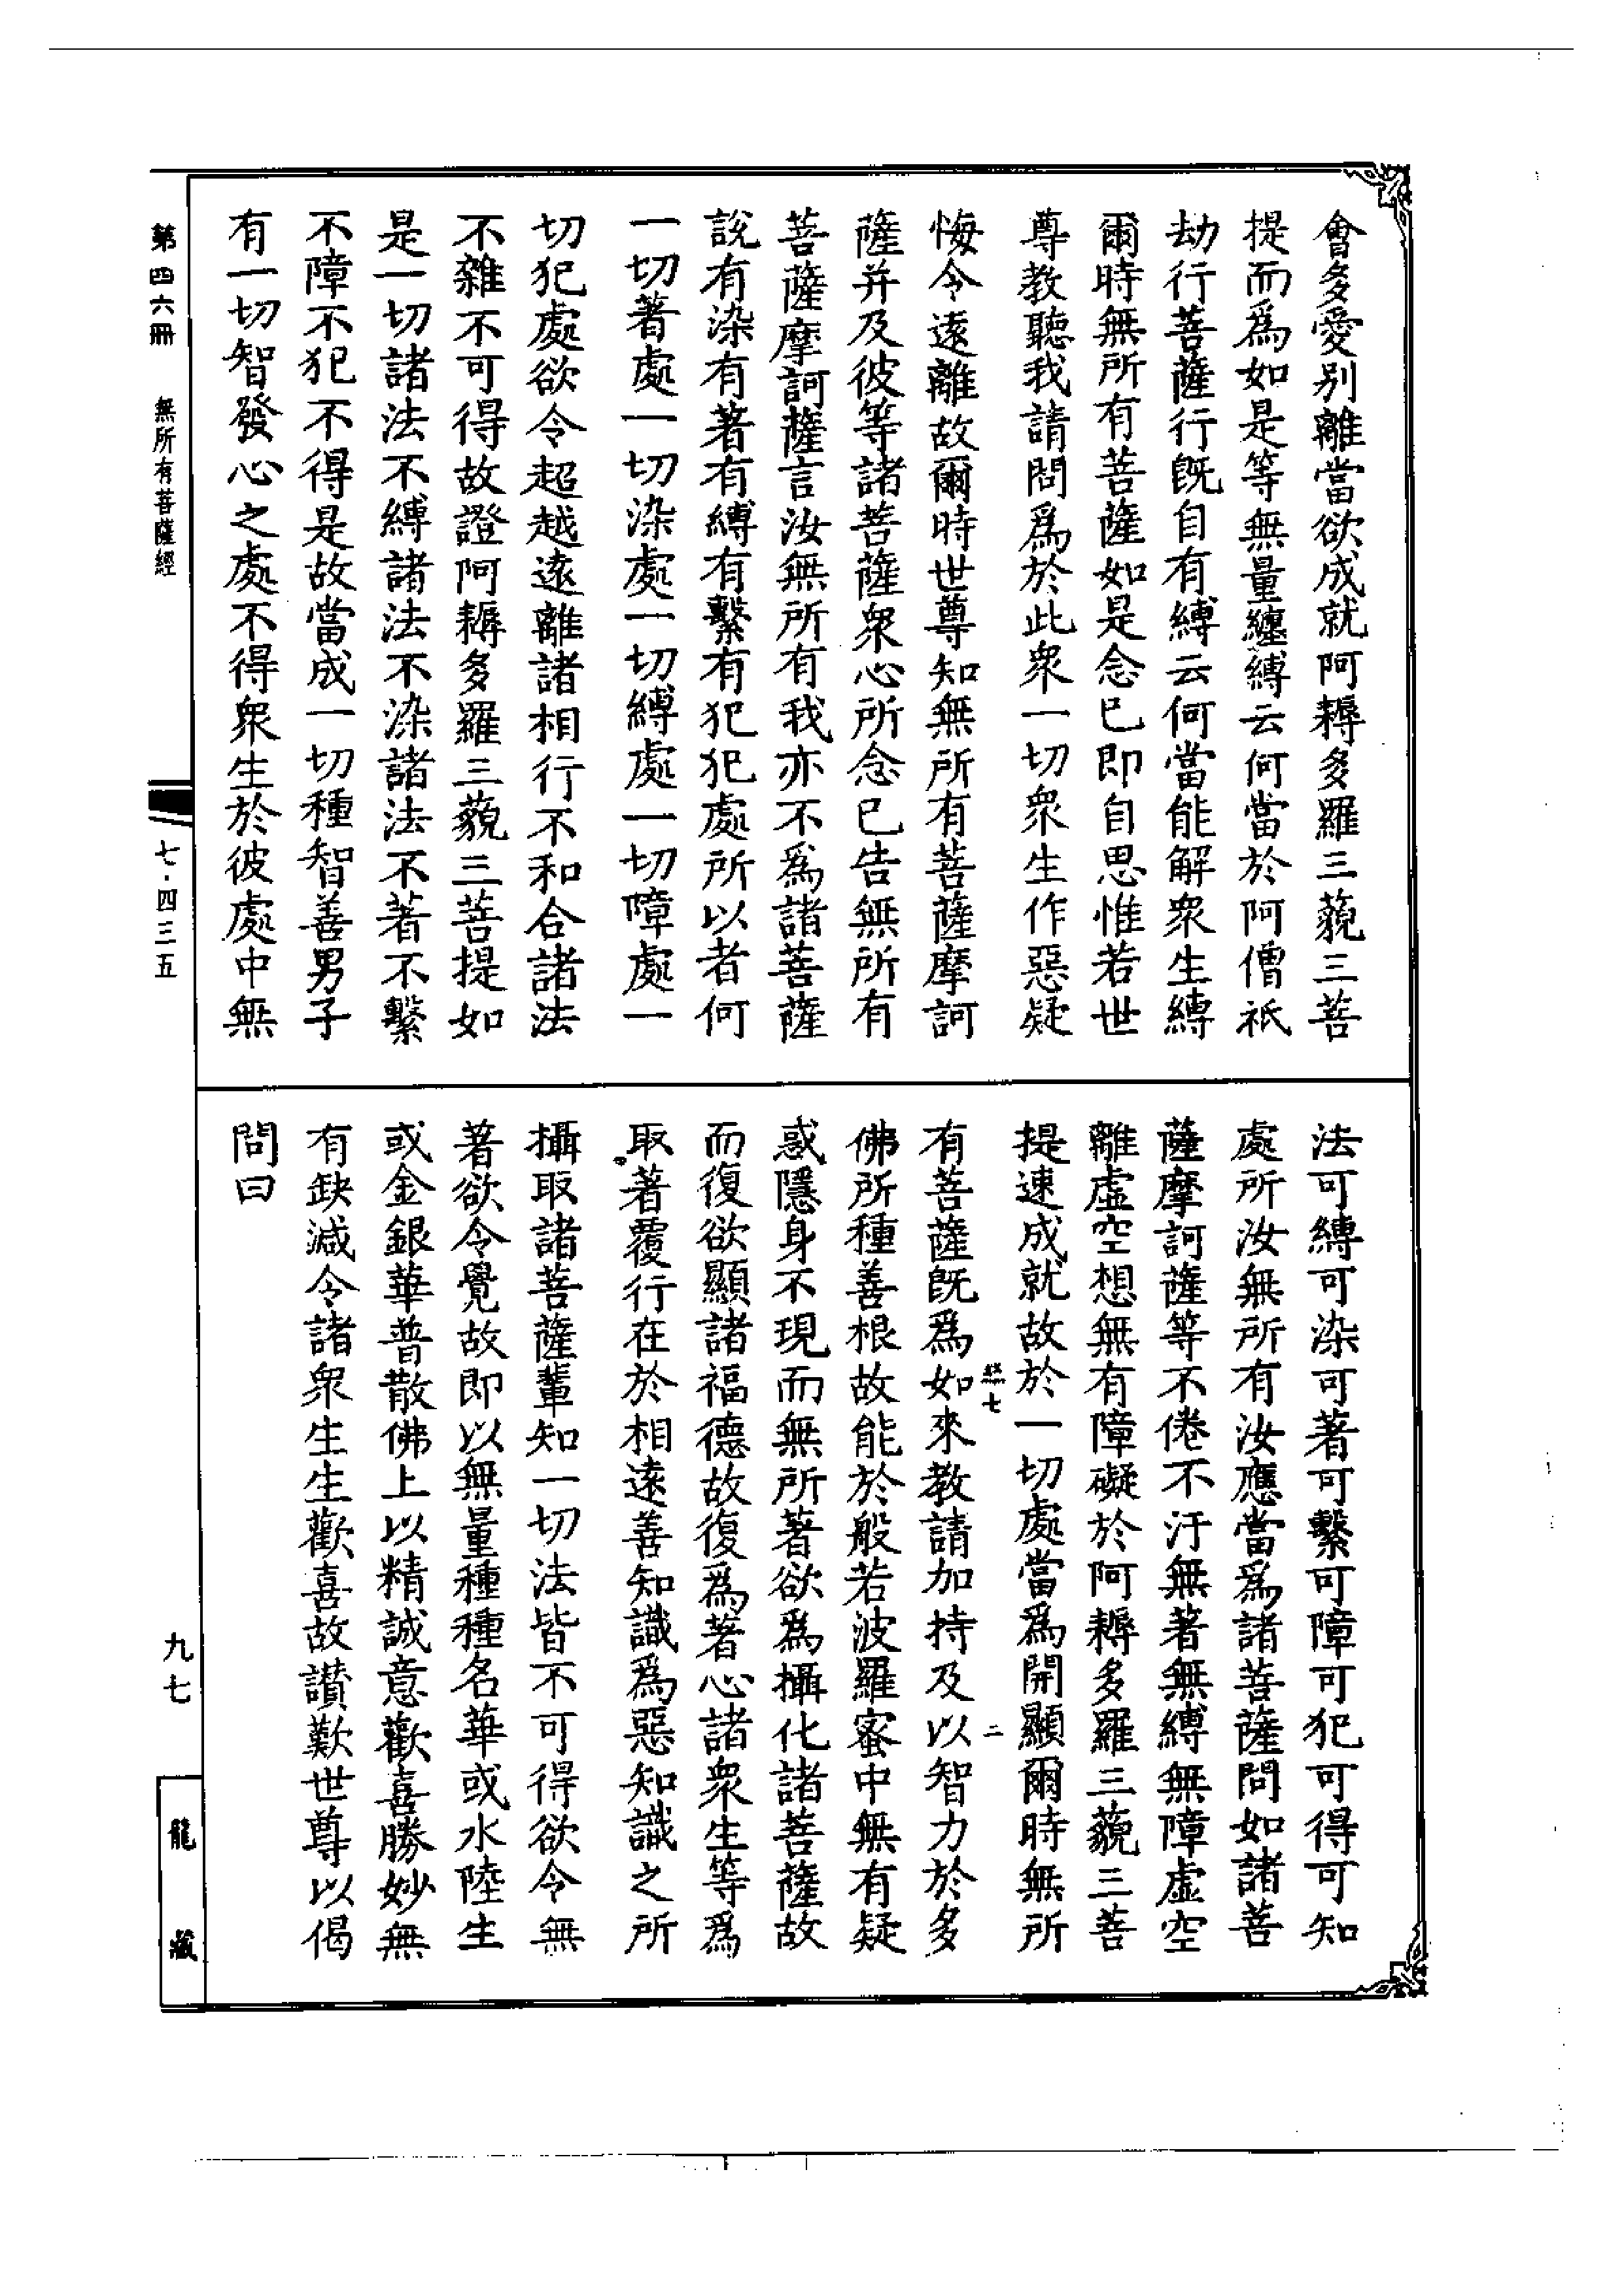 會多愛別離當欲成就阿耨多羅三藐三菩
提而爲如是等無量纏縛云何當於阿僧祇
劫行菩薩行旣自有縛云何當能解衆生縛
爾時無所有菩薩如是念已即自思惟若世
尊教聽我請問爲於此衆一切衆生作惡疑
悔令遠離故爾時世尊知無所有菩薩摩訶
薩并及彼等諸菩薩衆心所念已告無所有
菩薩摩訶薩言汝無所有我亦不爲諸菩薩
說有染有著有縛有繫有犯犯處所以者何
一切著處一切染處一切縛處一切障處一
切犯處欲令超越遠離諸相行不和合諸法
不雜不可得故證阿耨多羅三藐三菩提如
是一切諸法不縛諸法不染諸法不著不繫
不障不犯不得是故當成一切種智善男子
有一切智發心之處不得衆生於彼處中無
法可縛可染可著可繫可障可犯可得可知
處所汝無所有汝應當爲諸菩薩問如諸菩
薩摩訶薩等不倦不汙無著無縛無障虛空
離虛空想無有障礙於阿耨多羅三藐三菩
提速成就故於一切處當爲開顯爾時無所
有菩薩旣爲如來教請加持及以智力於多
佛所種善根故能於般若波羅蜜中無有疑
惑隱身不現而無所著欲爲攝化諸菩薩故
而復欲顯諸福德故復爲著心諸衆生等爲
取著覆行在於相遠善知識爲惡知識之所
攝取諸菩薩輩知一切法皆不可得欲令無
著欲令覺故即以無量種種名華或水陸生
或金銀華普散佛上以精誠意歡喜勝妙無
有缺減令諸衆生生歡喜故讃歎世尊以偈
問曰
七
二
第四六冊 無所有菩薩經
七·四三五
九七
龍藏